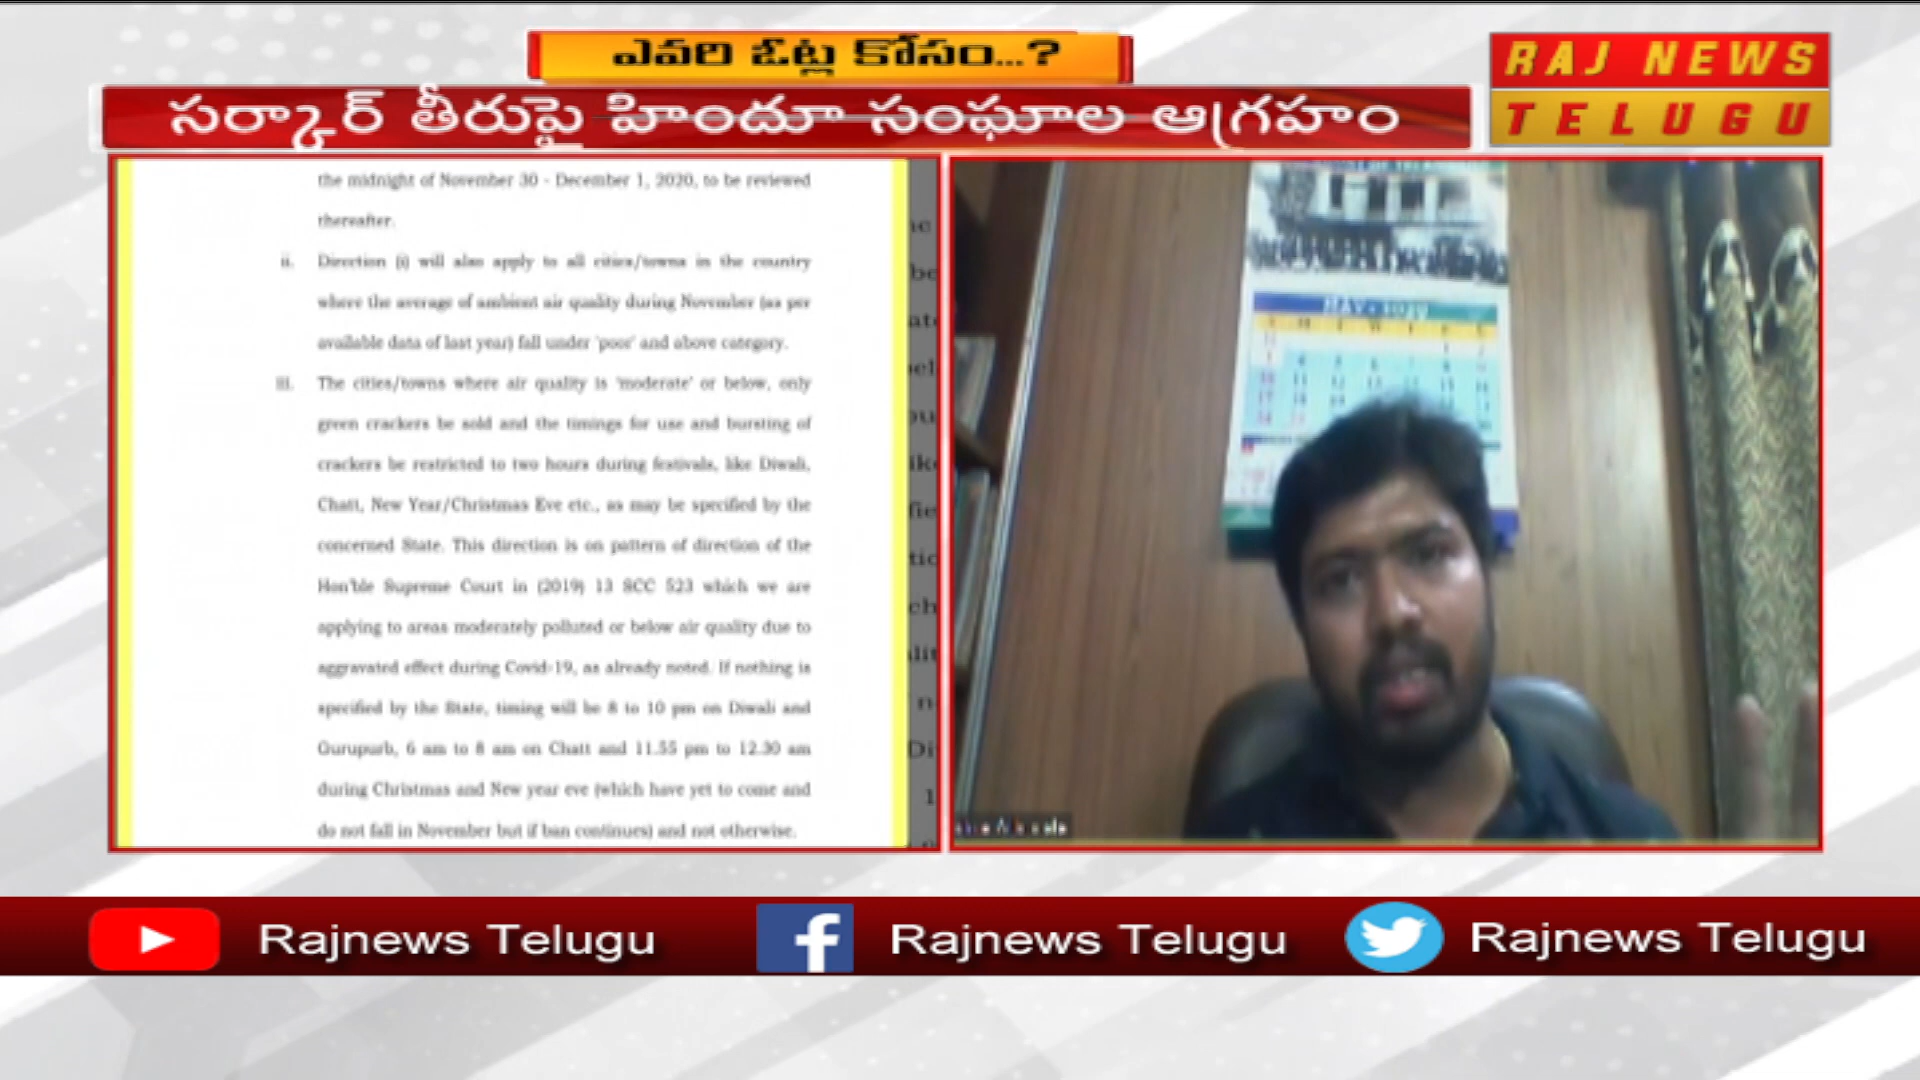 ఎవరి ఓట్ల కోసం...?
RAJ NEWS
TELUGU
సర్కార్ తీరుపై హిందూ సంఘాల ఆగ్రహం
the midnight of November 30 - December 1, 2020, to be reviewed
thereafter.
ii. Direction (i) will also apply to all cities/towns in the country
where the average of ambient air quality during November (as per
available data of last year) fall under 'poor' and above category.
iii. The cities/towns where air quality is 'moderate' or below, only
green crackers be sold and the timings for use and bursting of
crackers be restricted to two hours during festivals, like Diwali,
Chatt, New Year/Christmas Eve etc., as may be specified by the
concerned State. This direction is on pattern of direction of the
Hon'ble Supreme Court in (2019) 13 SCC 523 which we are
applying to areas moderately polluted or below air quality due to
aggravated effect during Covid-19, as already noted. If nothing is
specified by the State, timing will be 8 to 10 pm on Diwali and
Gurupurb, 6 am to 8 am on Chatt and 11.55 pm to 12.30 am
during Christmas and New year eve (which have yet to come and
do not fall in November but if ban continues) and not otherwise.
Rajnews Telugu
Rajnews Telugu
Rajnews Telugu